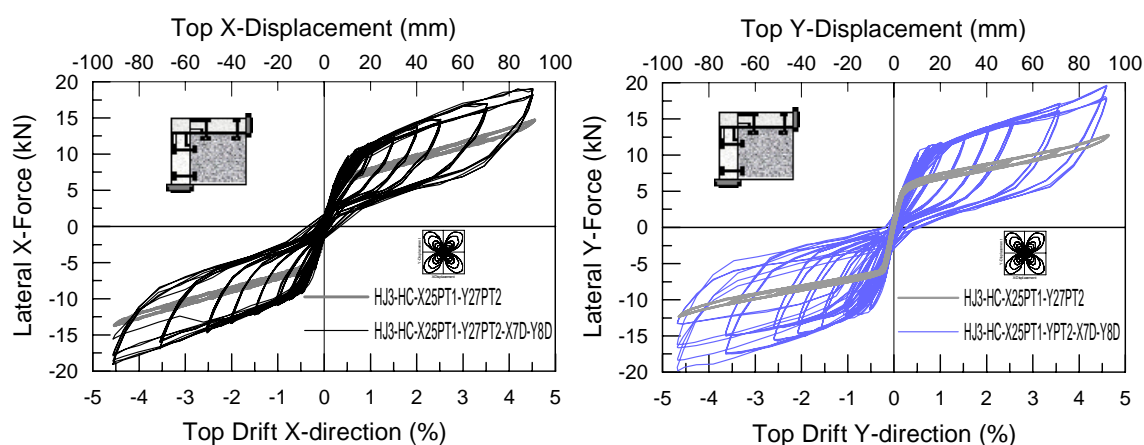 Top X-Displacement (mm)
-100 -80 -60 -40 -20 0 20 40 60 80 100
20
15
10
5
0
-5
-10
-15
-20
Lateral X-Force (kN)
HJ3-HC-X25PT1-Y27PT2
HJ3-HC-X25PT1-Y27PT2-X7D-Y8D
-5 -4 -3 -2 -1 0 1 2 3 4 5
Top Drift X-direction (%)
Top Y-Displacement (mm)
-100 -80 -60 -40 -20 0 20 40 60 80 100
20
15
10
5
0
-5
-10
-15
-20
Lateral Y-Force (kN)
HJ3-HC-X25PT1-Y27PT2
HJ3-HC-X25PT1-YPT2-X7D-Y8D
-5 -4 -3 -2 -1 0 1 2 3 4 5
Top Drift Y-direction (%)